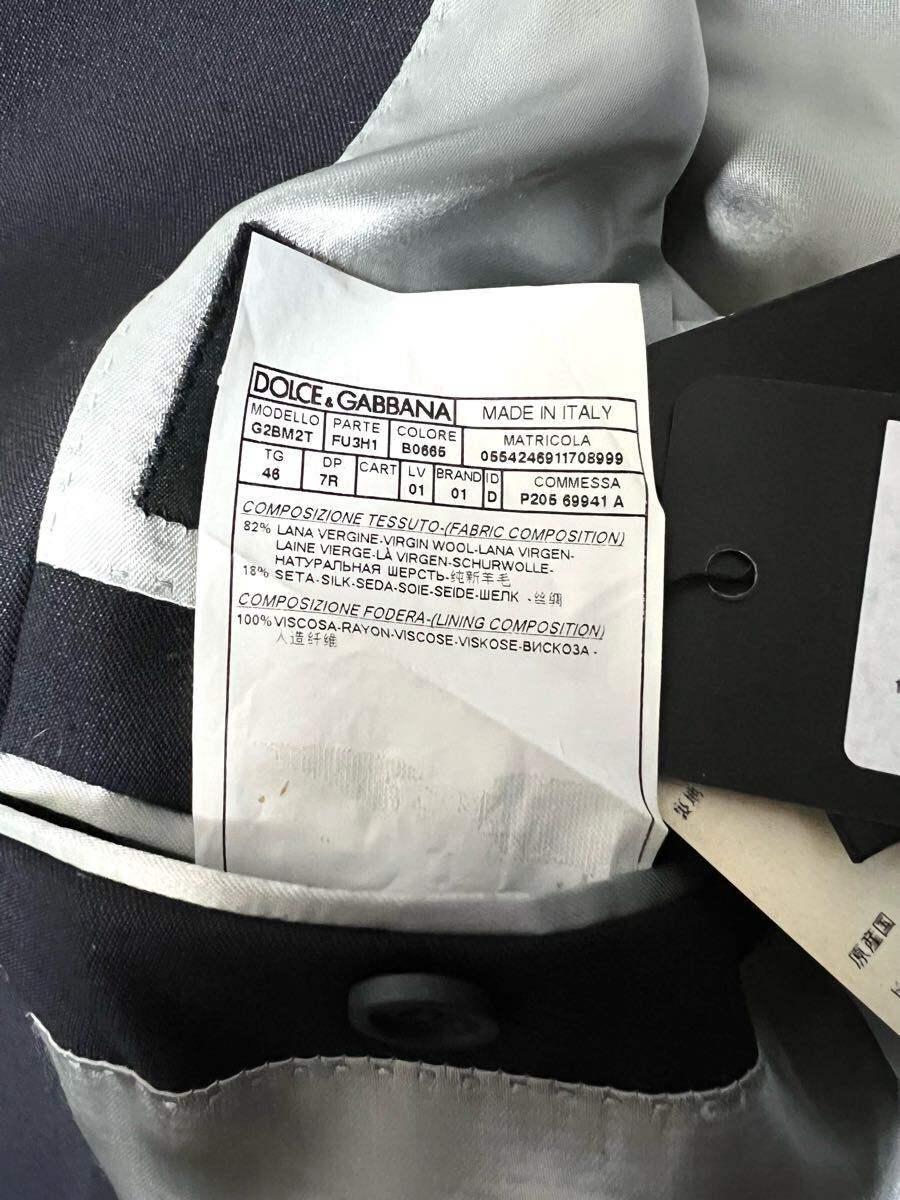 DOLCE & GABBANA
MADE IN ITALY
MODELLO
G2BM2T
PARTE
FU3H1
COLORE
B0665
MATRICOLA
0554246911708999
TG
46
DP
7R
CART
LV
01
BRAND
01
ID
D
COMMESSA
P205 69941 A
COMPOSIZIONE TESSUTO-(FABRIC COMPOSITION)
82% LANA VERGINE-VIRGIN WOOL-LANA VIRGEN-
LAINE VIERGE-LÀ VIRGEN-SCHURWOLLE-
НАТУРАЛЬНАЯ ШЕРСТЬ-纯新羊毛
18% SETA-SILK-SEDA-SOIE-SEIDE-ШЕЛК -丝绸
COMPOSIZIONE FODERA-(LINING COMPOSITION)
100% VISCOSA-RAYON-VISCOSE-VISKOSE-ВИСКОЗА -
人造纤维
表地
原産国